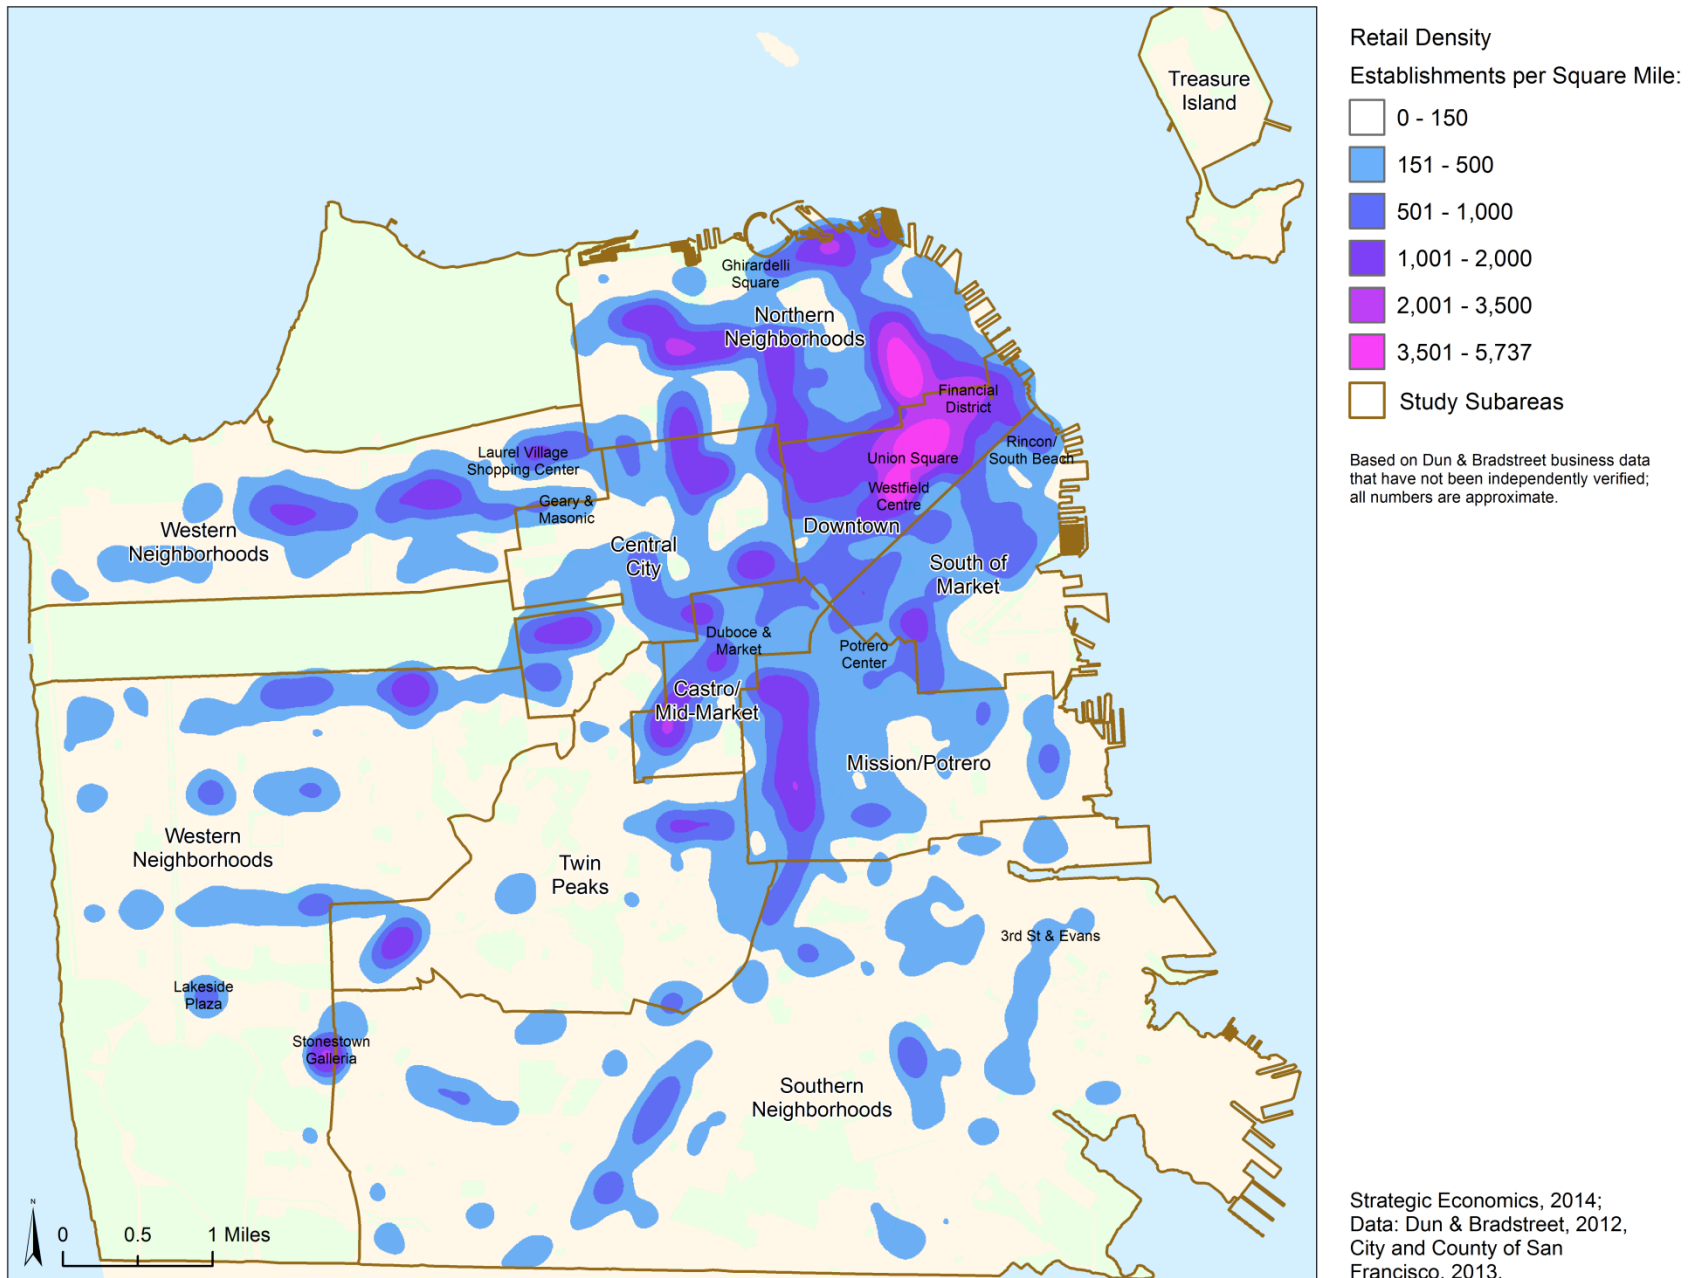 Treasure
Island
Ghirardelli
Square
Northern
Neighborhoods
Financial
District
Rincon/
South Beach
Union Square
Westfield
Centre
Downtown
Laurel Village
Shopping Center
Geary &
Masonic
Western
Neighborhoods
Central
City
South of
Market
Duboce &
Market
Potrero
Center
Castro/
Mid-Market
Mission/Potrero
Western
Neighborhoods
Twin
Peaks
3rd St & Evans
Lakeside
Plaza
Stonestown
Galleria
Southern
Neighborhoods
N
0 0.5 1 Miles
Retail Density
Establishments per Square Mile:
0 - 150
151 - 500
501 - 1,000
1,001 - 2,000
2,001 - 3,500
3,501 - 5,737
Study Subareas
Based on Dun & Bradstreet business data
that have not been independently verified;
all numbers are approximate.
Strategic Economics, 2014;
Data: Dun & Bradstreet, 2012,
City and County of San
Francisco, 2013.